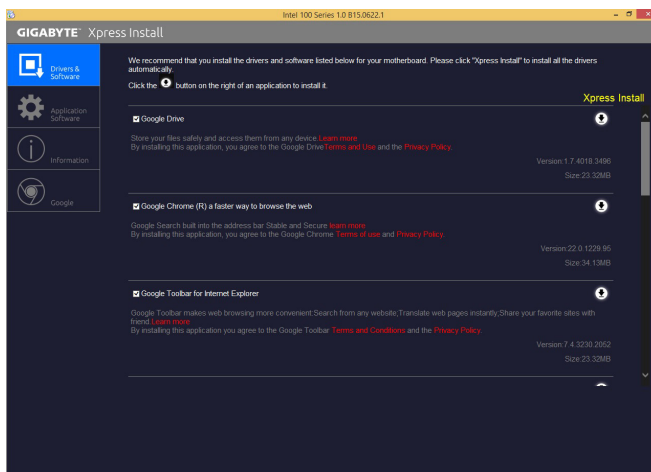 Intel 100 Series 1.0 B15.0622.1
GIGABYTE™ Xpress Install
Drivers &
Software
Application
Software
Information
Google
We recommend that you install the drivers and software listed below for your motherboard. Please click "Xpress Install" to install all the drivers
automatically.
Click the button on the right of an application to install it.
Xpress Install
Google Drive
Store your files safely and access them from any device.Learn more
By installing this application, you agree to the Google DriveTerms and Use and the Privacy Policy.
Version:1.7.4018.3496
Size:23.32MB
Google Chrome (R) a faster way to browse the web
Google Search built into the address bar Stable and Secure learn more
By installing this application, you agree to the Google Chrome Terms of use and Privacy Policy.
Version:22.0.1229.95
Size:34.13MB
Google Toolbar for Internet Explorer
Google Toolbar makes web browsing more convenient:Search from any website;Translate web pages instantly;Share your favorite sites with
friend.Learn more
By installing this application you agree to the Google Toolbar Terms and Conditions and the Privacy Policy.
Version:7.4.3230.2052
Size:23.32MB